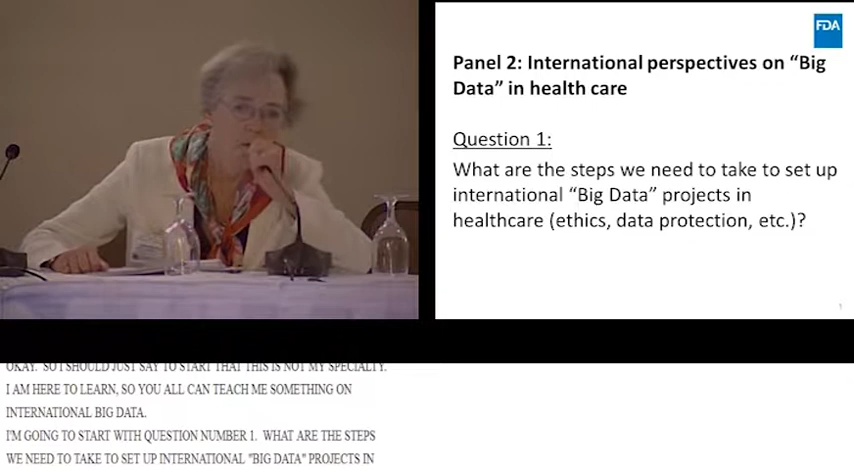 FDA
Panel 2: International perspectives on “Big
Data” in health care
Question 1:
What are the steps we need to take to set up
international “Big Data” projects in
healthcare (ethics, data protection, etc.)?
1
OKAY. SO I SHOULD JUST SAY TO START THAT THIS IS NOT MY SPECIALTY.
I AM HERE TO LEARN, SO YOU ALL CAN TEACH ME SOMETHING ON
INTERNATIONAL BIG DATA.
I'M GOING TO START WITH QUESTION NUMBER 1. WHAT ARE THE STEPS
WE NEED TO TAKE TO SET UP INTERNATIONAL "BIG DATA" PROJECTS IN